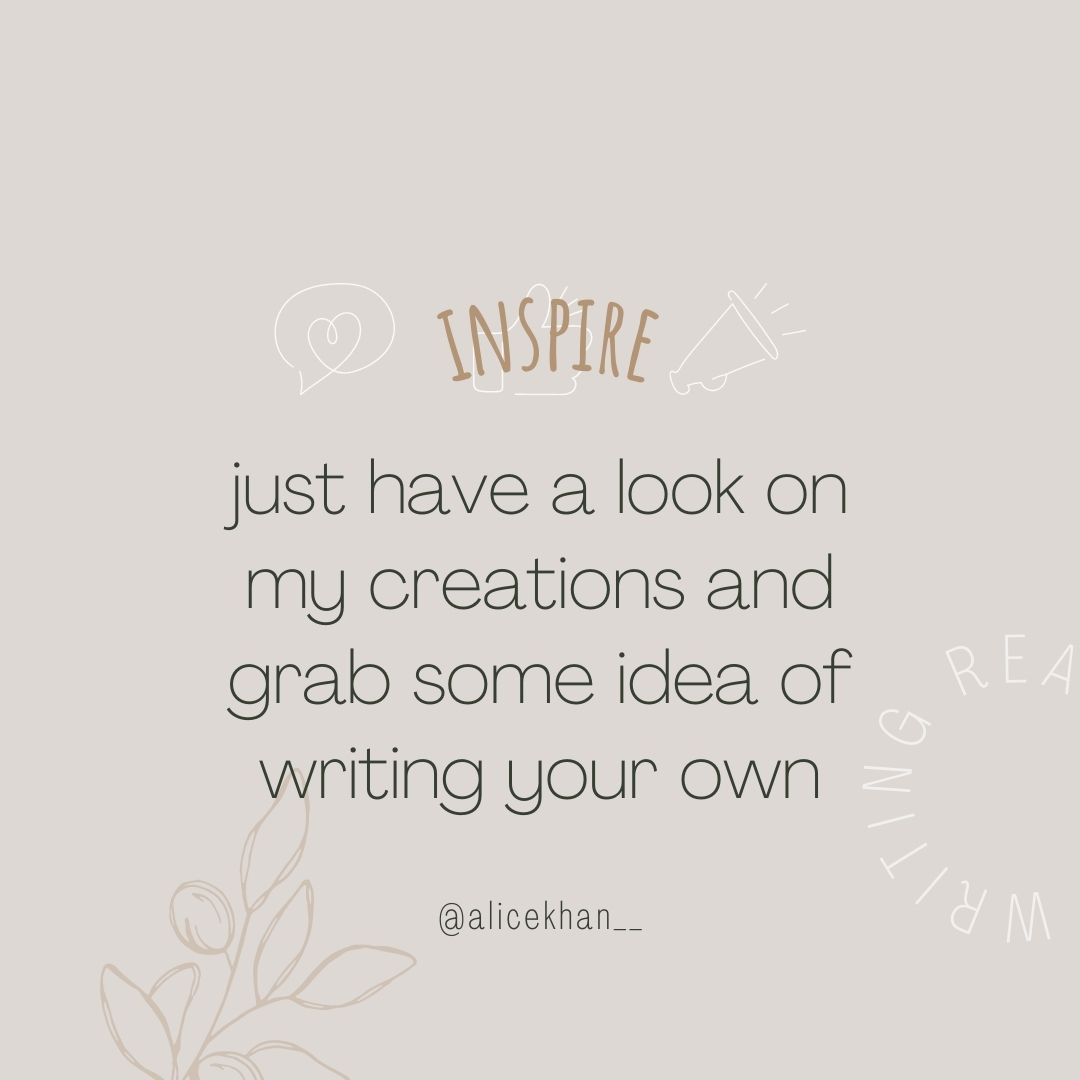 INSPIRE
just have a look on
my creations and
grab some idea of
writing your own
@alicekhan__
WRITING REA